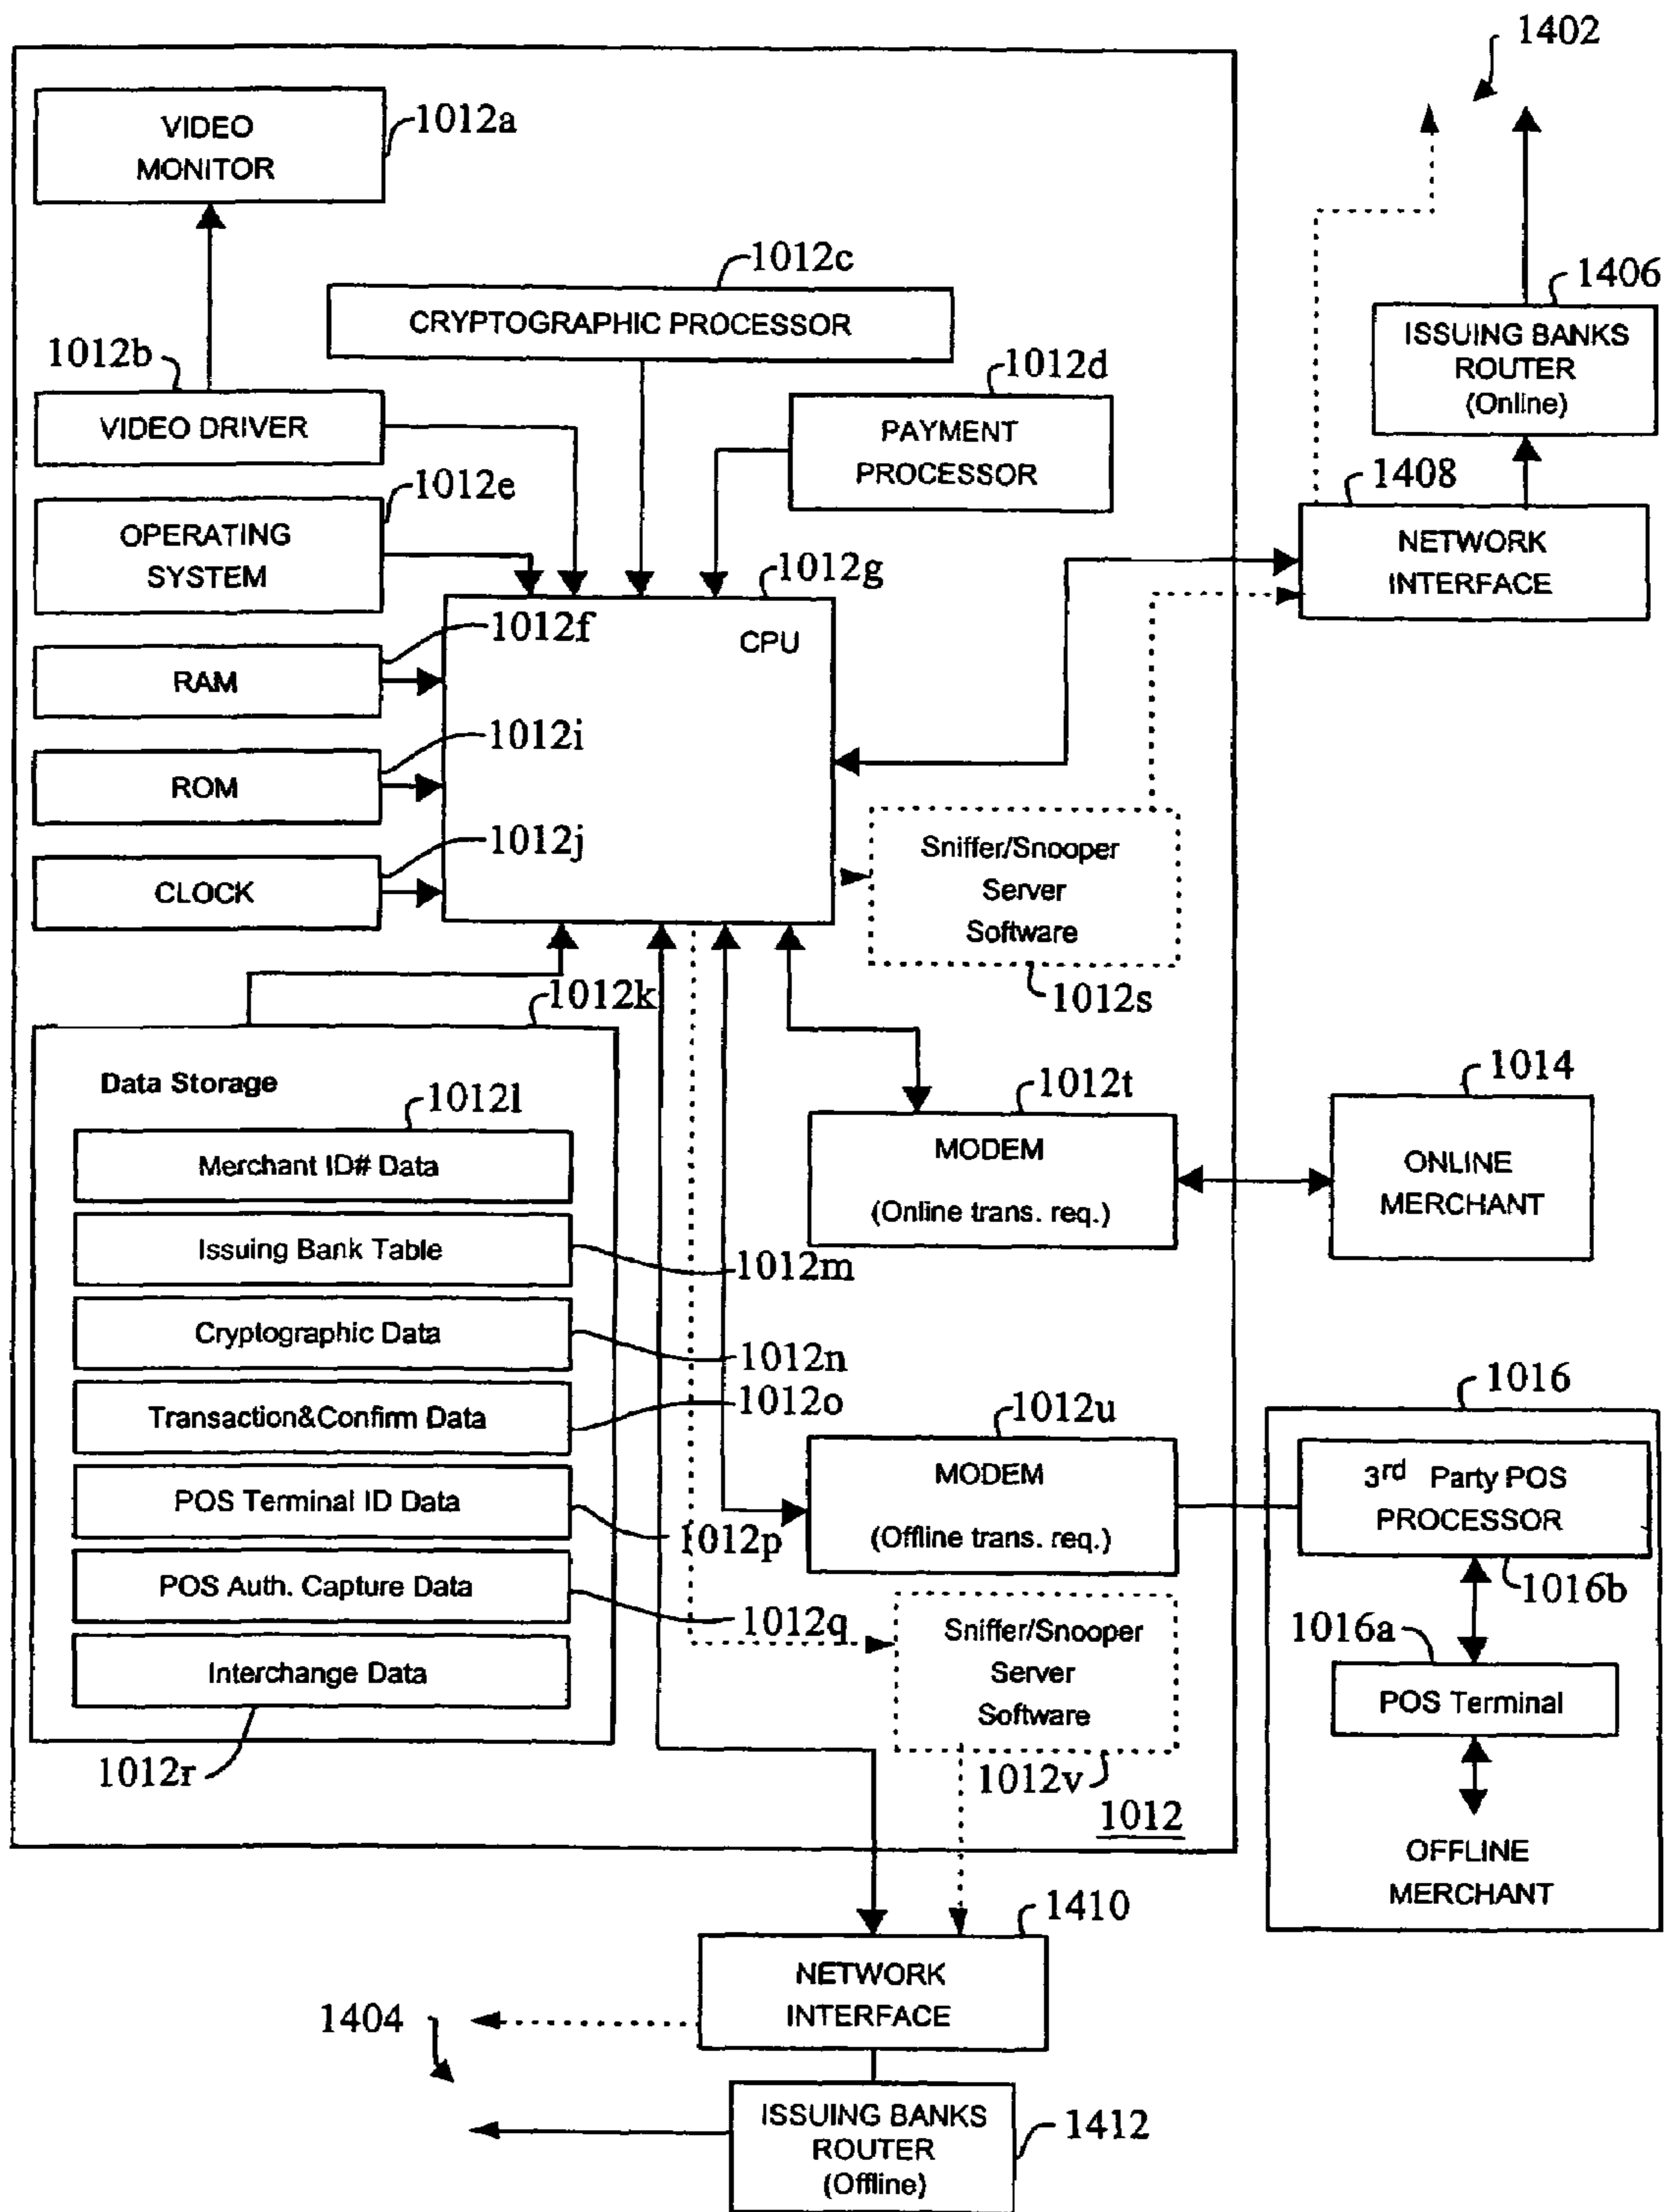 1402
VIDEO
MONITOR
1012a
1012c
CRYPTOGRAPHIC PROCESSOR
1406
ISSUING BANKS
ROUTER
(Online)
1012b
VIDEO DRIVER
1012d
PAYMENT
PROCESSOR
1012e
OPERATING
SYSTEM
1408
NETWORK
INTERFACE
1012g
CPU
1012f
RAM
1012i
ROM
1012j
CLOCK
Sniffer/Snooper
Server
Software
1012s
1012k
Data Storage
1012l
Merchant ID# Data
Issuing Bank Table
1012m
Cryptographic Data
1012n
Transaction&Confirm Data
1012o
POS Terminal ID Data
1012p
POS Auth. Capture Data
1012q
Interchange Data
1012r
1012t
MODEM
(Online trans. req.)
1014
ONLINE
MERCHANT
1012u
MODEM
(Offline trans. req.)
1016
3rd Party POS
PROCESSOR
1016b
1016a
POS Terminal
OFFLINE
MERCHANT
Sniffer/Snooper
Server
Software
1012v
1012
1410
NETWORK
INTERFACE
1404
ISSUING BANKS
ROUTER
(Offline)
1412